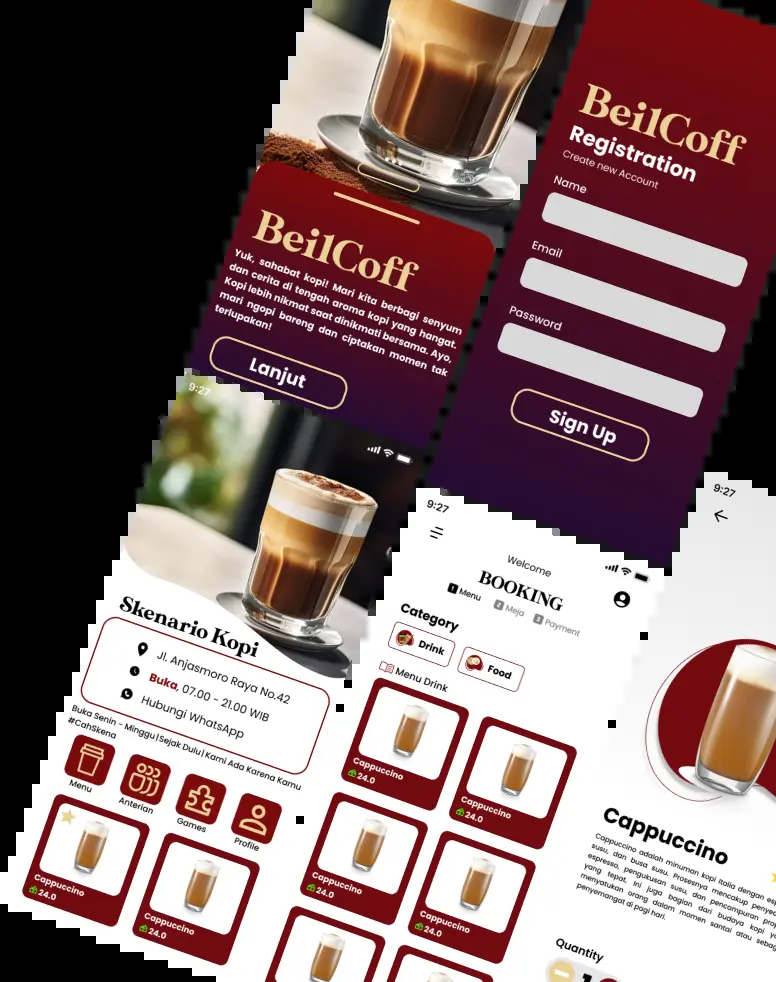 BeilCoff
Yuk, sahabat kopi! Mari kita berbagi senyum
dan cerita di tengah aroma kopi yang hangat.
Kopi lebih nikmat saat dinikmati bersama. Ayo,
mari ngopi bareng dan ciptakan momen tak
terlupakan!
Lanjut
BeilCoff
Registration
Create new Account
Name
Email
Password
Sign Up
9:27
Skenario Kopi
Jl. Anjasmoro Raya No.42
Buka, 07.00 - 21.00 WIB
Hubungi WhatsApp
Buka Senin - Minggu|Sejak Dulu|Kami Ada Karena Kamu
#CahSkena
Menu
Anterian
Games
Profile
Cappuccino
24.0
Cappuccino
24.0
9:27
Welcome
BOOKING
1 Menu
2 Meja
3 Payment
Category
Drink
Food
Menu Drink
Cappuccino
24.0
Cappuccino
24.0
Cappuccino
24.0
Cappuccino
24.0
9:27
Cappuccino
Cappuccino adalah minuman kopi Italia dengan
susu, dan busa susu. Prosesnya mencakup
espresso, pengukusan susu, dan pencampuran
yang tepat. Ini juga bagian dari budaya kopi
menyatukan orang dalam momen santai atau
penyemangat di pagi hari.
Quantity